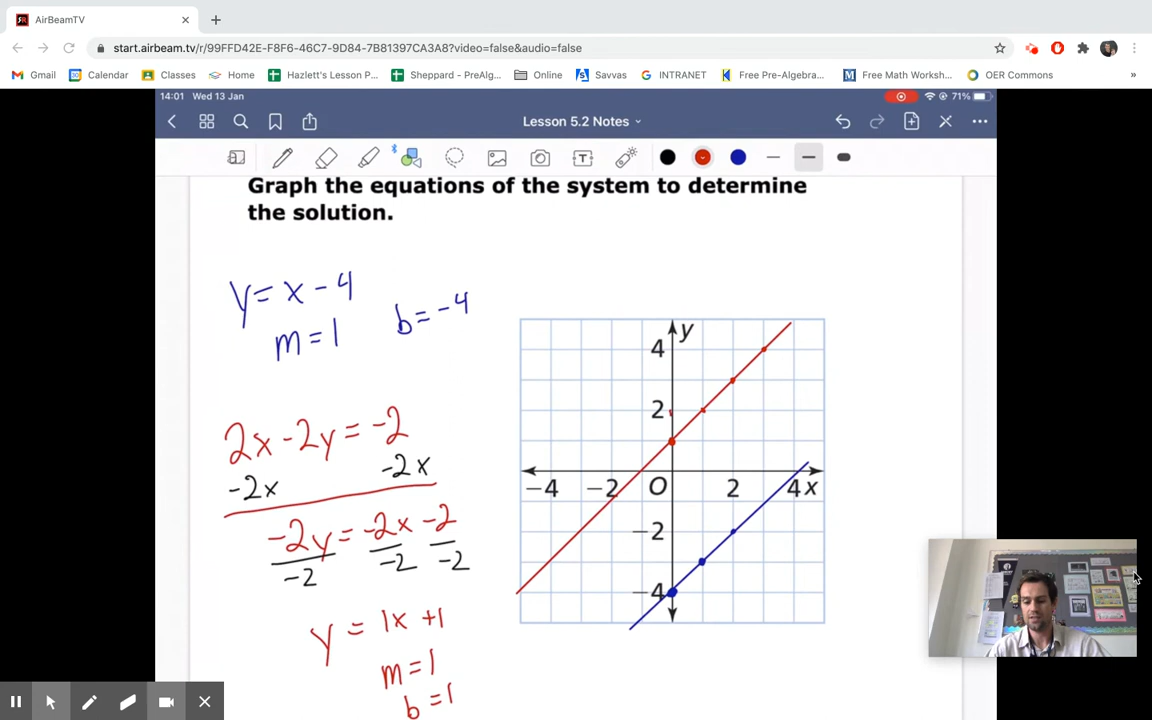 AirBeamTV
start.airbeam.tv/r/99FFD42E-F8F6-46C7-9D84-7B81397CA3A8?video=false&audio=false
Gmail Calendar Classes Home Hazlett's Lesson P... Sheppard - PreAlg... Online Savvas INTRANET Free Pre-Algebra... Free Math Worksh... OER Commons »
14:01 Wed 13 Jan 71%
Lesson 5.2 Notes
Graph the equations of the system to determine
the solution.
y = x - 4
m = 1
b = -4
2x - 2y = -2
-2x -2x
-2y = -2x - 2
-2 -2 -2
y = 1x + 1
m = 1
b = 1
y
4
2
-4 -2 O 2 4 x
-2
-4